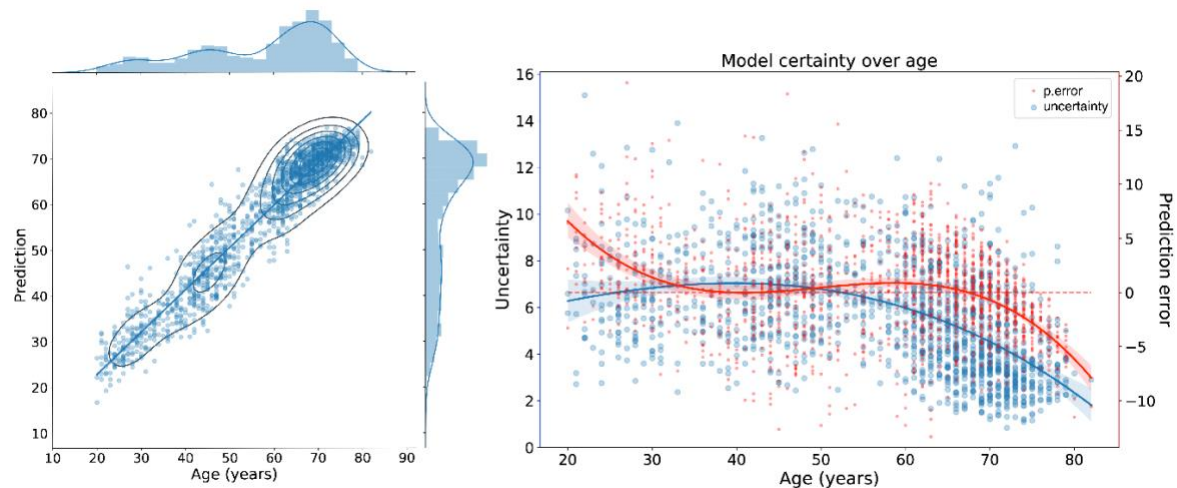 Prediction
80
70
60
50
40
30
20
10
10 20 30 40 50 60 70 80 90
Age (years)
Model certainty over age
Uncertainty
16
14
12
10
8
6
4
2
0
p.error
uncertainty
20
15
10
5
0
−5
−10
Prediction error
20 30 40 50 60 70 80
Age (years)